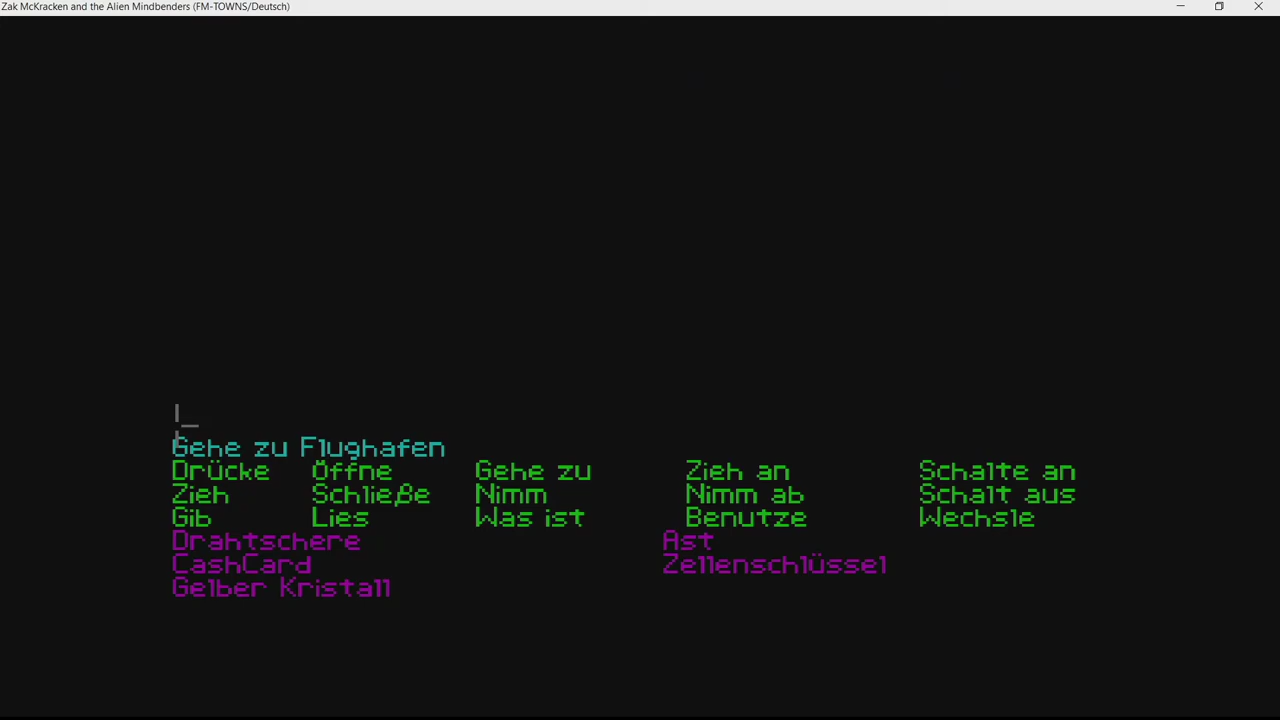 Zak McKracken and the Alien Mindbenders (FM-TOWNS/Deutsch)
Gehe zu Flughafen
Drücke Öffne Gehe zu Zieh an Schalte an
Zieh Schließe Nimm Nimm ab Schalt aus
Gib Lies Was ist Benutze Wechsle
Drahtschere Ast
CashCard Zellenschlüssel
Gelber Kristall